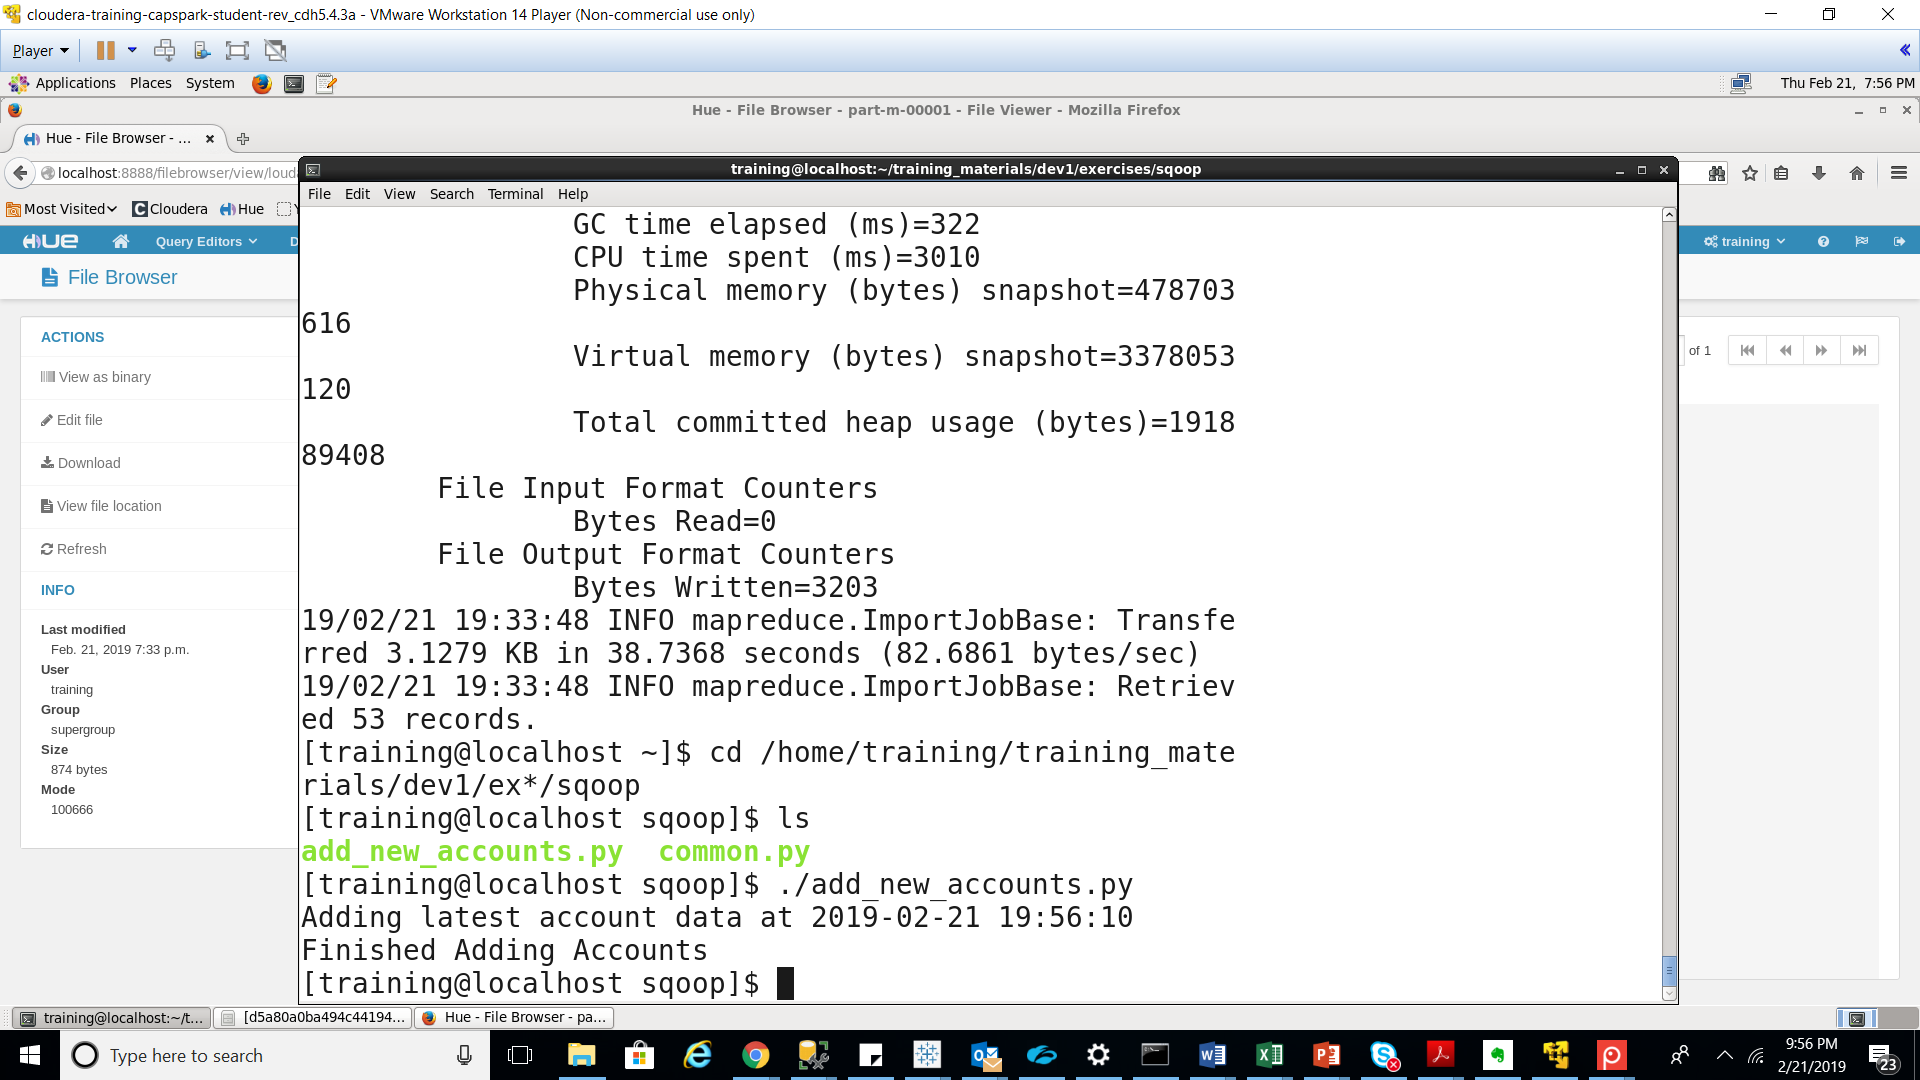 cloudera-training-capspark-student-rev_cdh5.4.3a - VMware Workstation 14 Player (Non-commercial use only)
Player
Applications Places System
Thu Feb 21, 7:56 PM
Hue - File Browser - part-m-00001 - File Viewer - Mozilla Firefox
Hue - File Browser - ...
localhost:8888/filebrowser/view/loud
Most Visited Cloudera Hue
HUE Query Editors D training
File Browser
ACTIONS
View as binary
Edit file
Download
View file location
Refresh
INFO
Last modified
Feb. 21, 2019 7:33 p.m.
User
training
Group
supergroup
Size
874 bytes
Mode
100666
of 1
training@localhost:~/training_materials/dev1/exercises/sqoop
File Edit View Search Terminal Help
GC time elapsed (ms)=322
CPU time spent (ms)=3010
Physical memory (bytes) snapshot=478703
616
Virtual memory (bytes) snapshot=3378053
120
Total committed heap usage (bytes)=1918
89408
File Input Format Counters
Bytes Read=0
File Output Format Counters
Bytes Written=3203
19/02/21 19:33:48 INFO mapreduce.ImportJobBase: Transfe
rred 3.1279 KB in 38.7368 seconds (82.6861 bytes/sec)
19/02/21 19:33:48 INFO mapreduce.ImportJobBase: Retriev
ed 53 records.
[training@localhost ~]$ cd /home/training/training_mate
rials/dev1/ex*/sqoop
[training@localhost sqoop]$ ls
add_new_accounts.py common.py
[training@localhost sqoop]$ ./add_new_accounts.py
Adding latest account data at 2019-02-21 19:56:10
Finished Adding Accounts
[training@localhost sqoop]$
training@localhost:~/t...
[d5a80a0ba494c44194...
Hue - File Browser - pa...
Type here to search
9:56 PM
2/21/2019
23